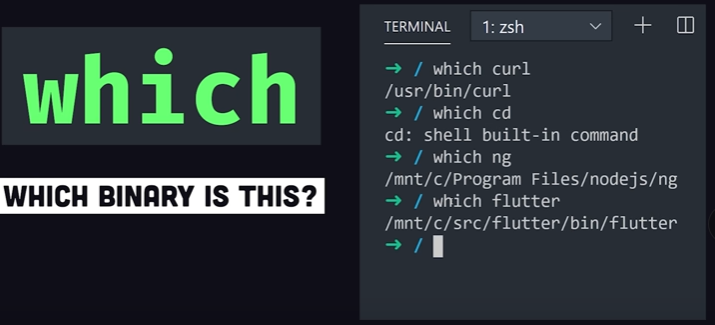 which
WHICH BINARY IS THIS?
TERMINAL
1: zsh
➜ / which curl
/usr/bin/curl
➜ / which cd
cd: shell built-in command
➜ / which ng
/mnt/c/Program Files/nodejs/ng
➜ / which flutter
/mnt/c/src/flutter/bin/flutter
➜ /